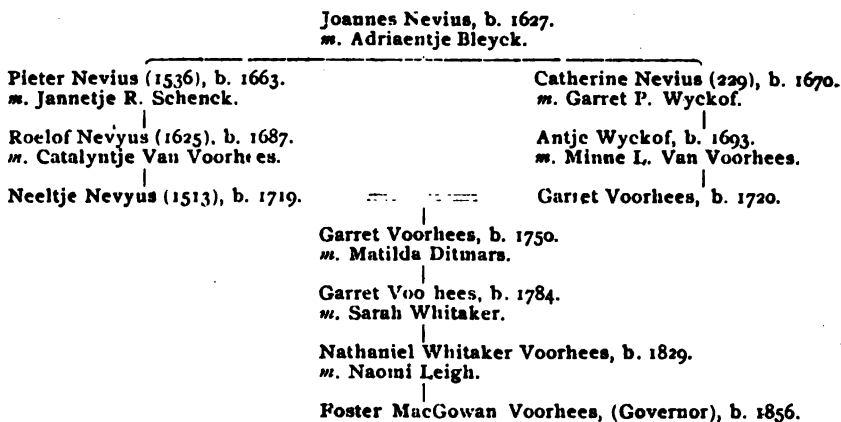 Joannes Nevius, b. 1627.
m. Adriaentje Bleyck.
Pieter Nevius (1536), b. 1663.
m. Jannetje R. Schenck.
Catherine Nevius (229), b. 1670.
m. Garret P. Wyckof.
Roelof Nevyus (1625), b. 1687.
m. Catalyntje Van Voorhees.
Antje Wyckof, b. 1693.
m. Minne L. Van Voorhees.
Neeltje Nevyus (1513), b. 1719.
Garret Voorhees, b. 1720.
Garret Voorhees, b. 1750.
m. Matilda Ditmars.
Garret Voo hees, b. 1784.
m. Sarah Whitaker.
Nathaniel Whitaker Voorhees, b. 1829.
m. Naomi Leigh.
Foster MacGowan Voorhees, (Governor), b. 1856.